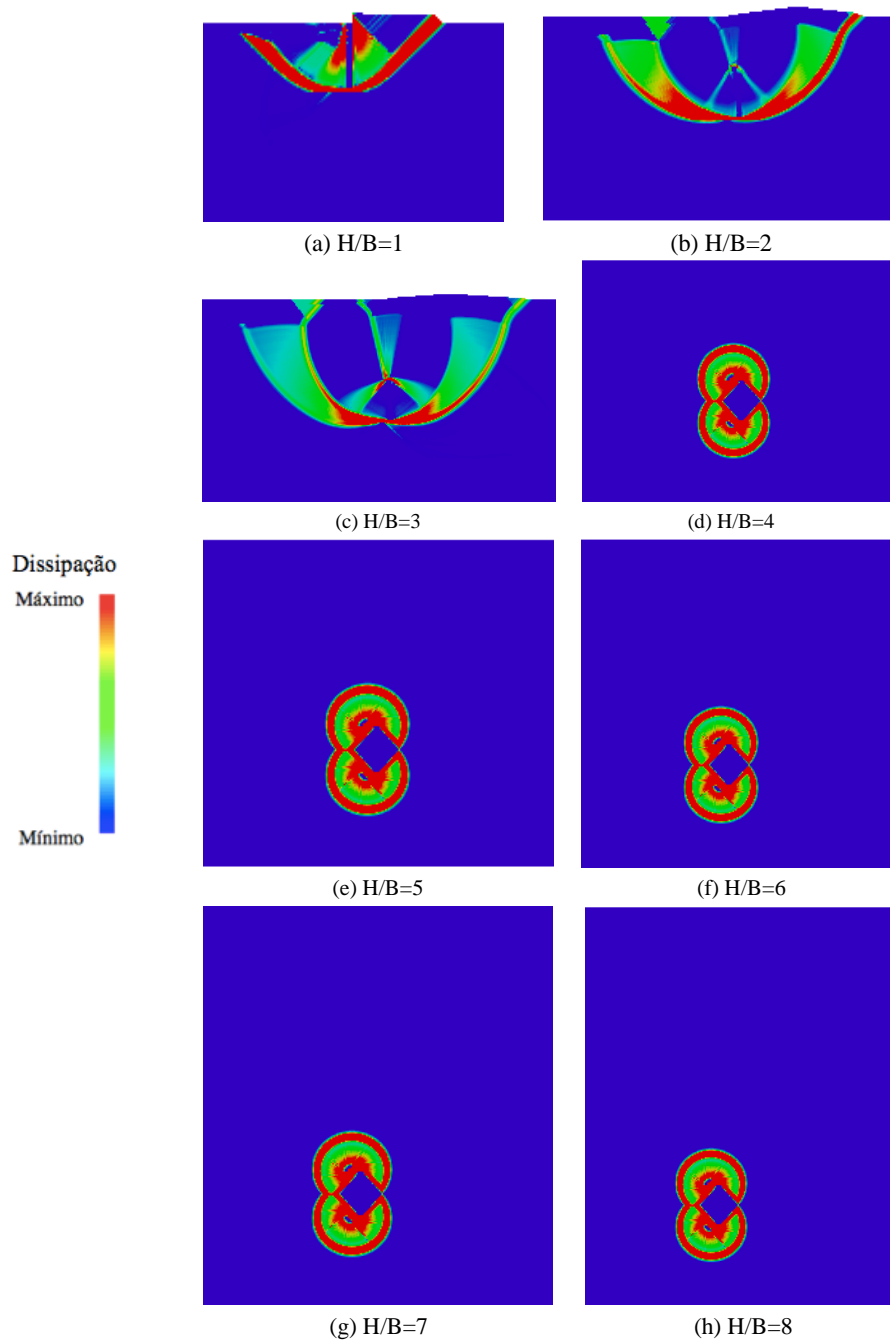 (a) H/B=1
(b) H/B=2
(c) H/B=3
(d) H/B=4
Dissipação
Máximo
Mínimo
(e) H/B=5
(f) H/B=6
(g) H/B=7
(h) H/B=8